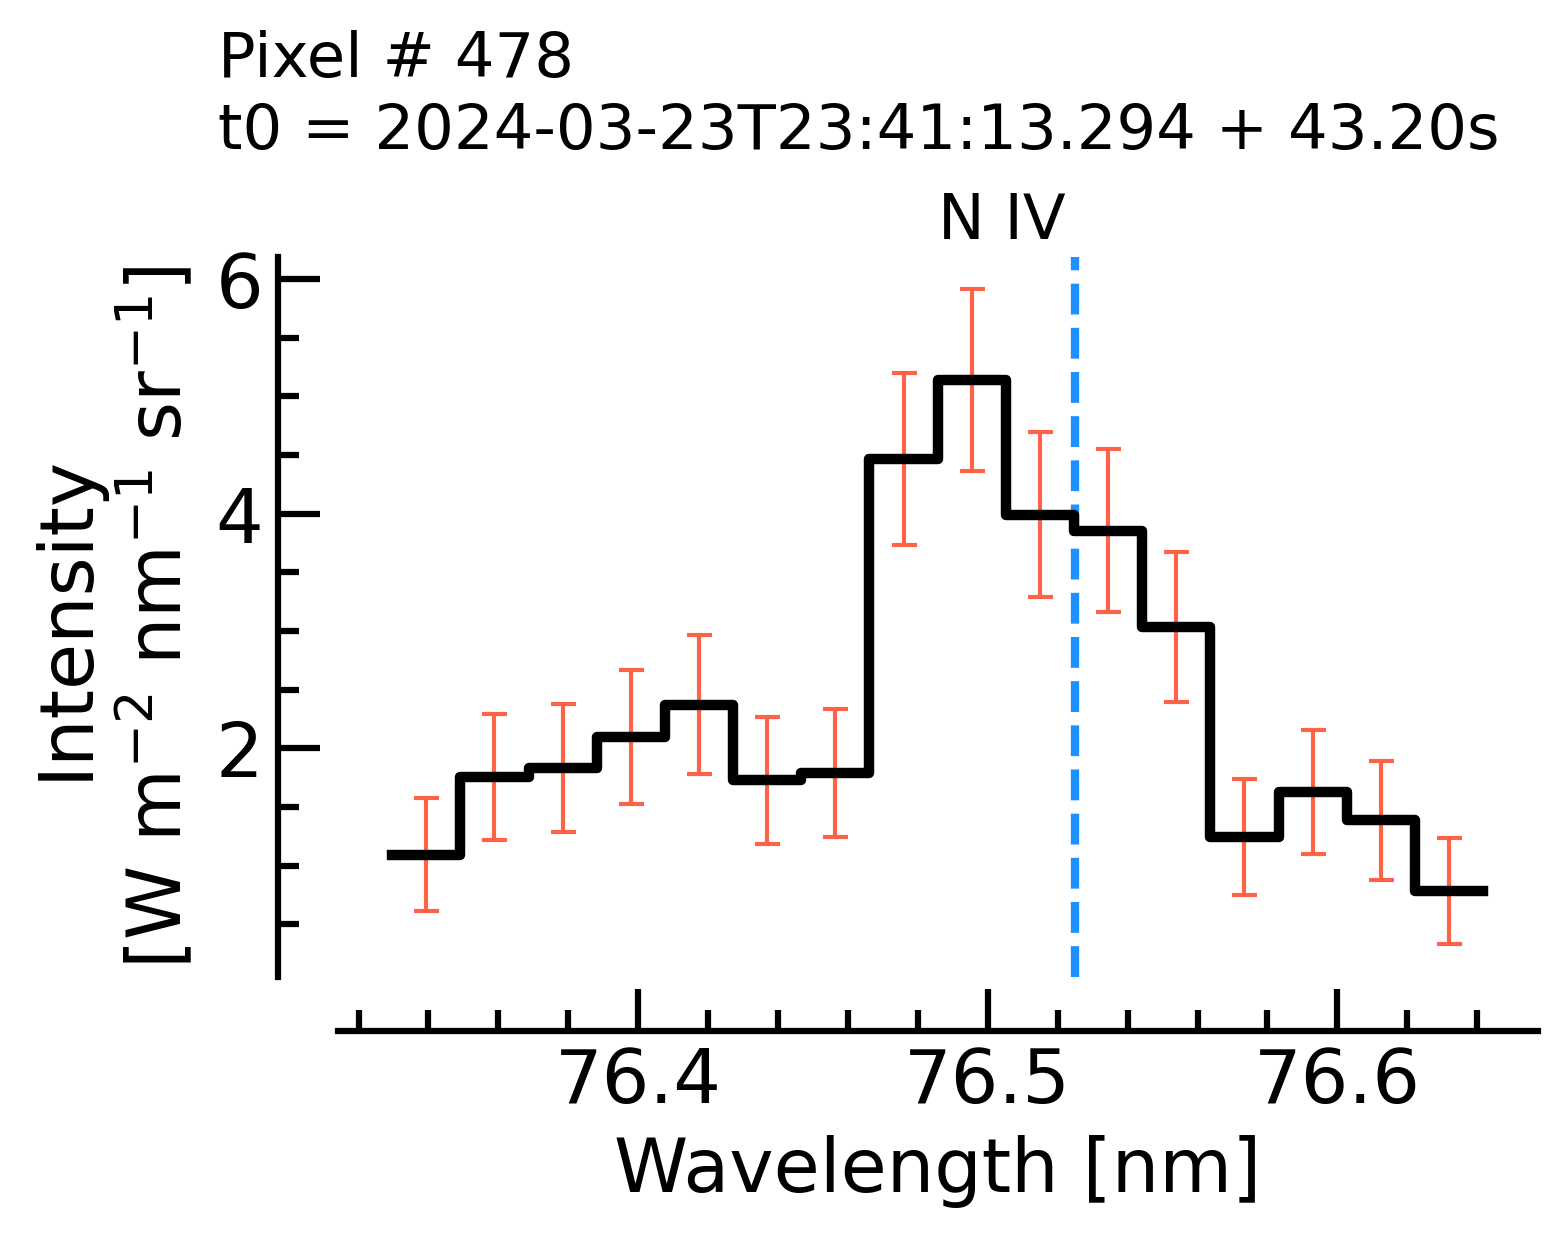 Pixel # 478
t0 = 2024-03-23T23:41:13.294 + 43.20s
N IV
Intensity
[W m⁻² nm⁻¹ sr⁻¹]
6
4
2
76.4 76.5 76.6
Wavelength [nm]